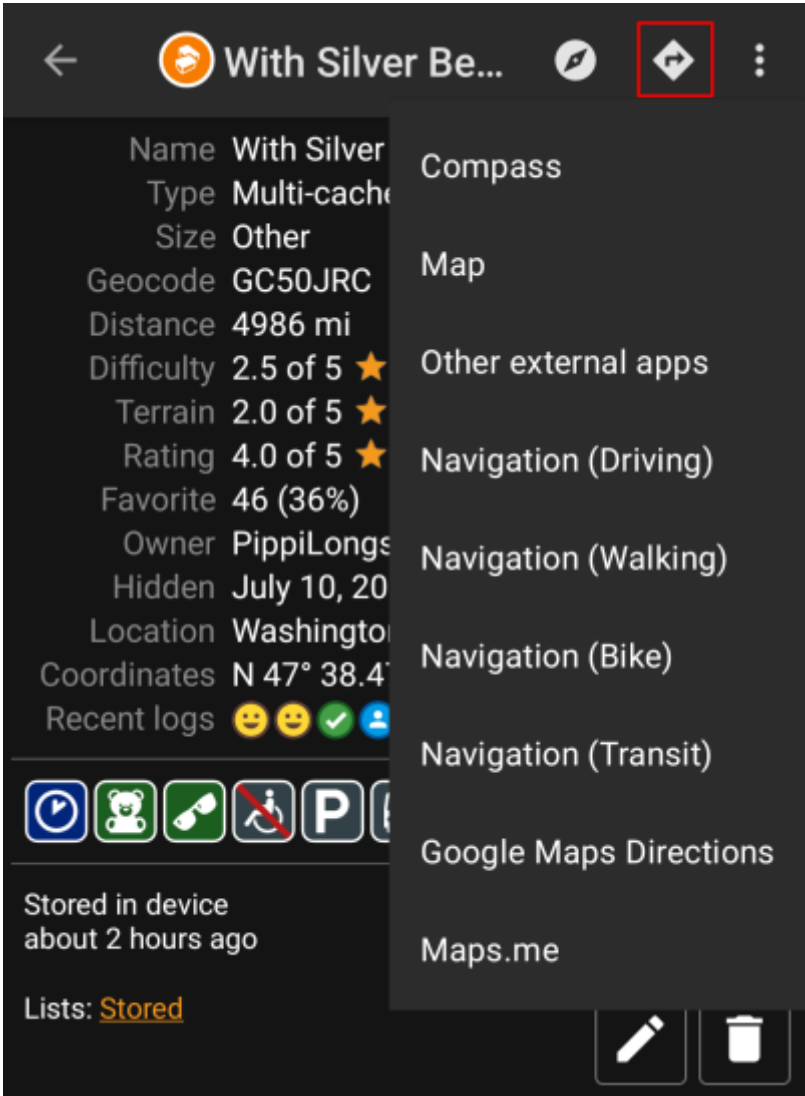 With Silver Be...
Name With Silver
Type Multi-cache
Size Other
Geocode GC50JRC
Distance 4986 mi
Difficulty 2.5 of 5
Terrain 2.0 of 5
Rating 4.0 of 5
Favorite 46 (36%)
Owner PippiLongs
Hidden July 10, 20
Location Washington
Coordinates N 47° 38.4
Recent logs
P
Stored in device
about 2 hours ago
Lists: Stored
Compass
Map
Other external apps
Navigation (Driving)
Navigation (Walking)
Navigation (Bike)
Navigation (Transit)
Google Maps Directions
Maps.me